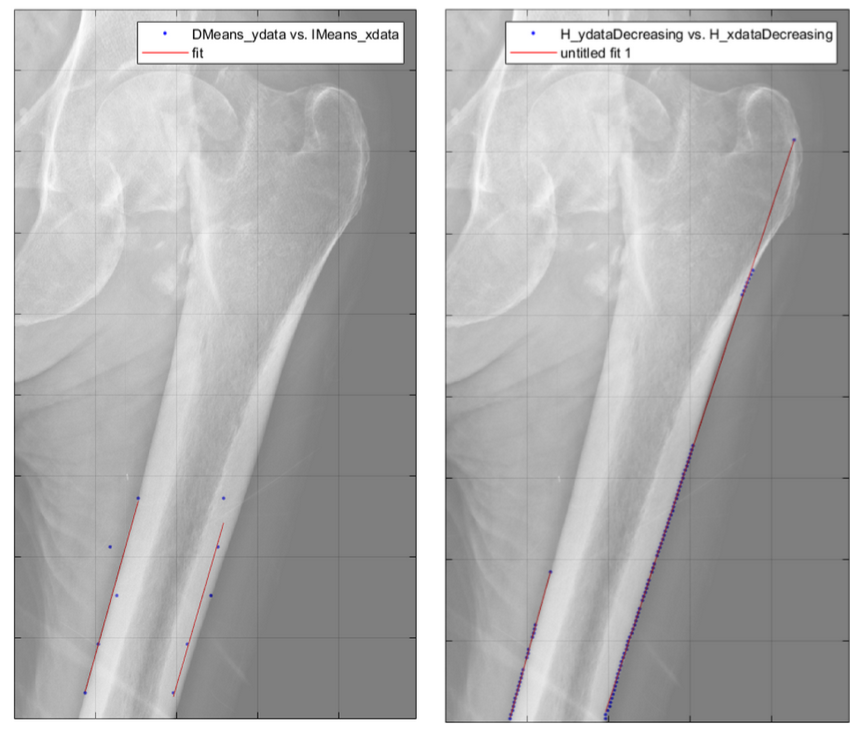 DMeans_ydata vs. IMeans_xdata
fit
H_ydataDecreasing vs. H_xdataDecreasing
untitled fit 1